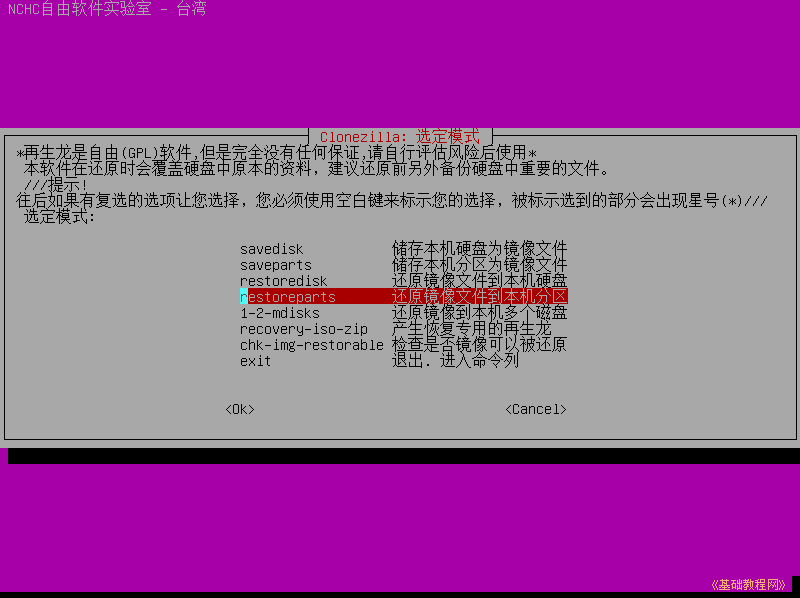 NCHC自由软件实验室 - 台湾
Clonezilla: 选定模式
*再生龙是自由(GPL)软件,但是完全没有任何保证,请自行评估风险后使用*
本软件在还原时会覆盖硬盘中原本的资料, 建议还原前另外备份硬盘中重要的文件。
///提示!
往后如果有复选的选项让您选择, 您必须使用空白键来标示您的选择, 被标示选到的部分会出现星号(*)///
选定模式:
savedisk 储存本机硬盘为镜像文件
saveparts 储存本机分区为镜像文件
restoredisk 还原镜像文件到本机硬盘
restoreparts 还原镜像文件到本机分区
1-2-mdisks 还原镜像到本机多个磁盘
recovery-iso-zip 产生恢复专用的再生龙
chk-img-restorable 检查是否镜像可以被还原
exit 退出. 进入命令列
<Ok> <Cancel>
《基础教程网》